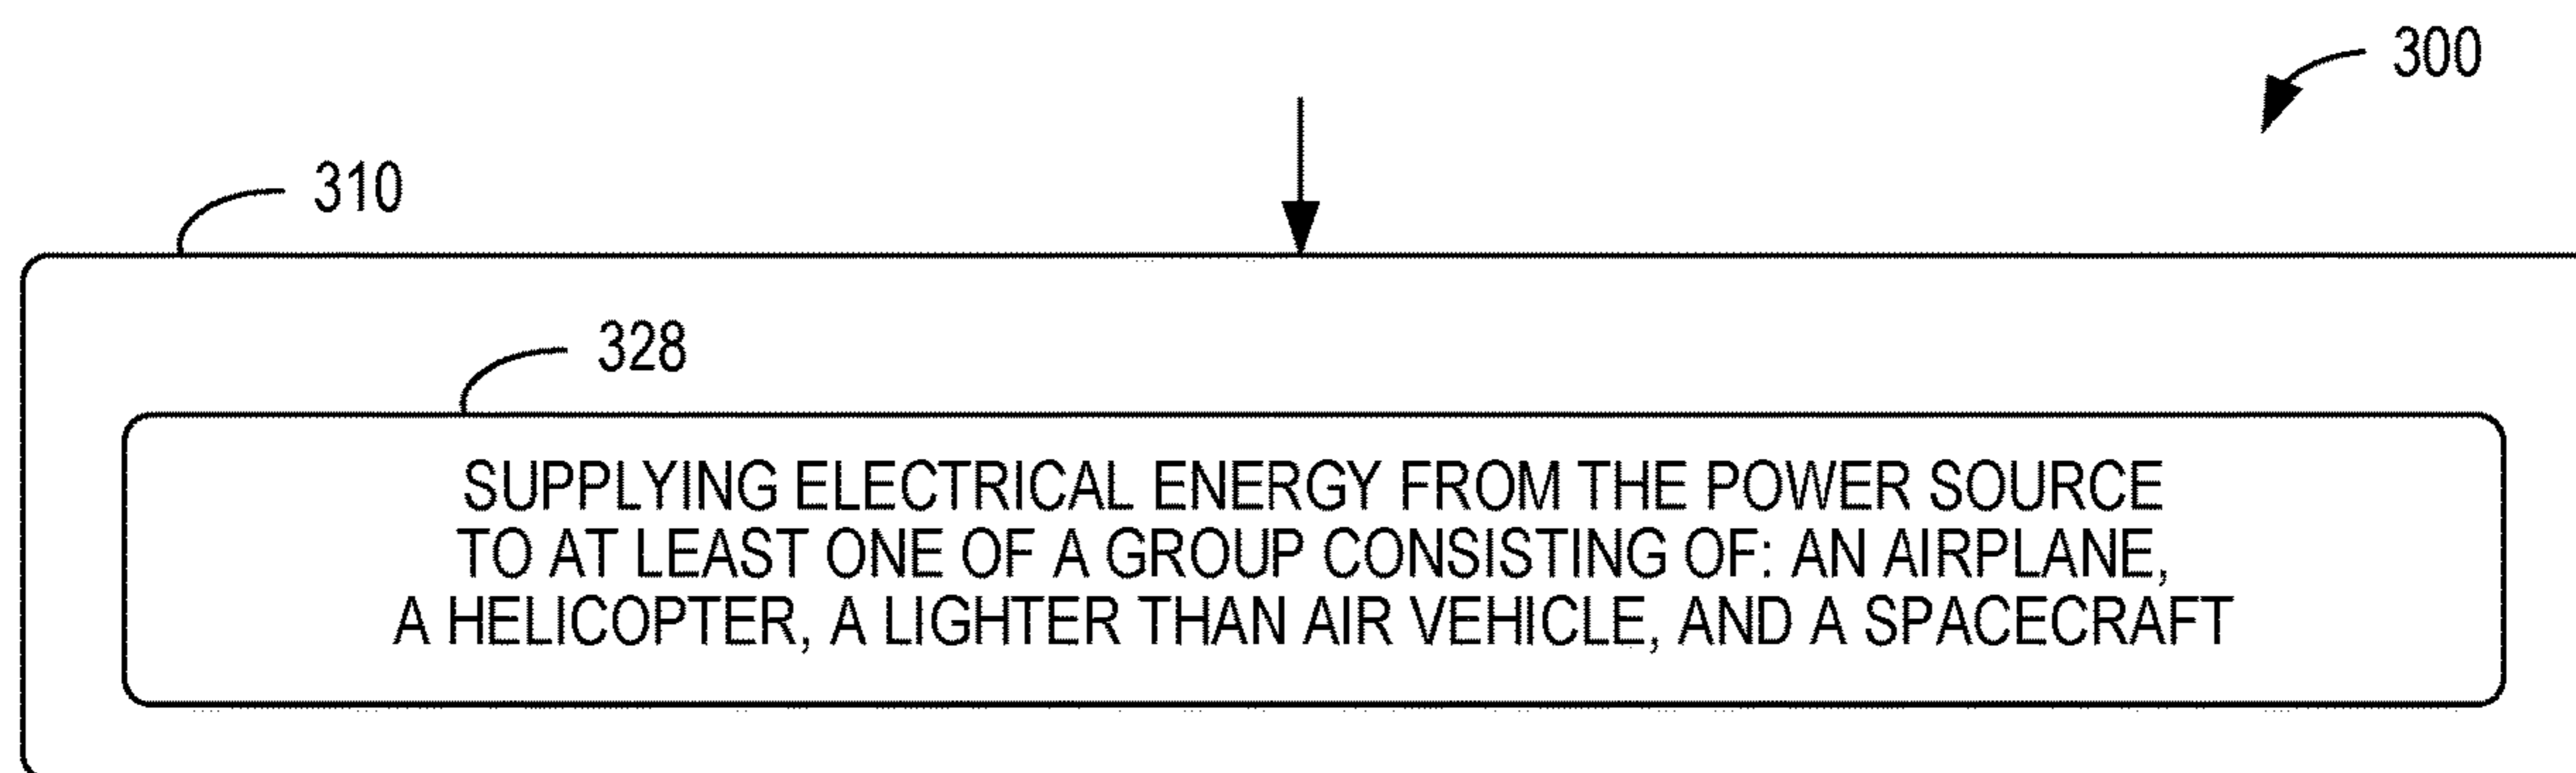 300
310
328
SUPPLYING ELECTRICAL ENERGY FROM THE POWER SOURCE
TO AT LEAST ONE OF A GROUP CONSISTING OF: AN AIRPLANE,
A HELICOPTER, A LIGHTER THAN AIR VEHICLE, AND A SPACECRAFT